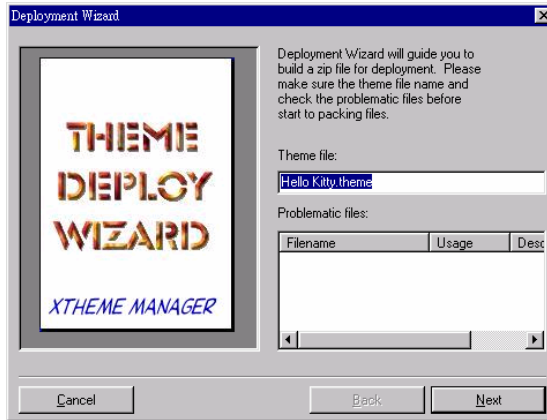 Deployment Wizard
THEME
DEPLOY
WIZARD
XTHEME MANAGER
Deployment Wizard will guide you to
build a zip file for deployment. Please
make sure the theme file name and
check the problematic files before
start to packing files.
Theme file:
Hello Kitty.theme
Problematic files:
Filename Usage Desc
Cancel Back Next